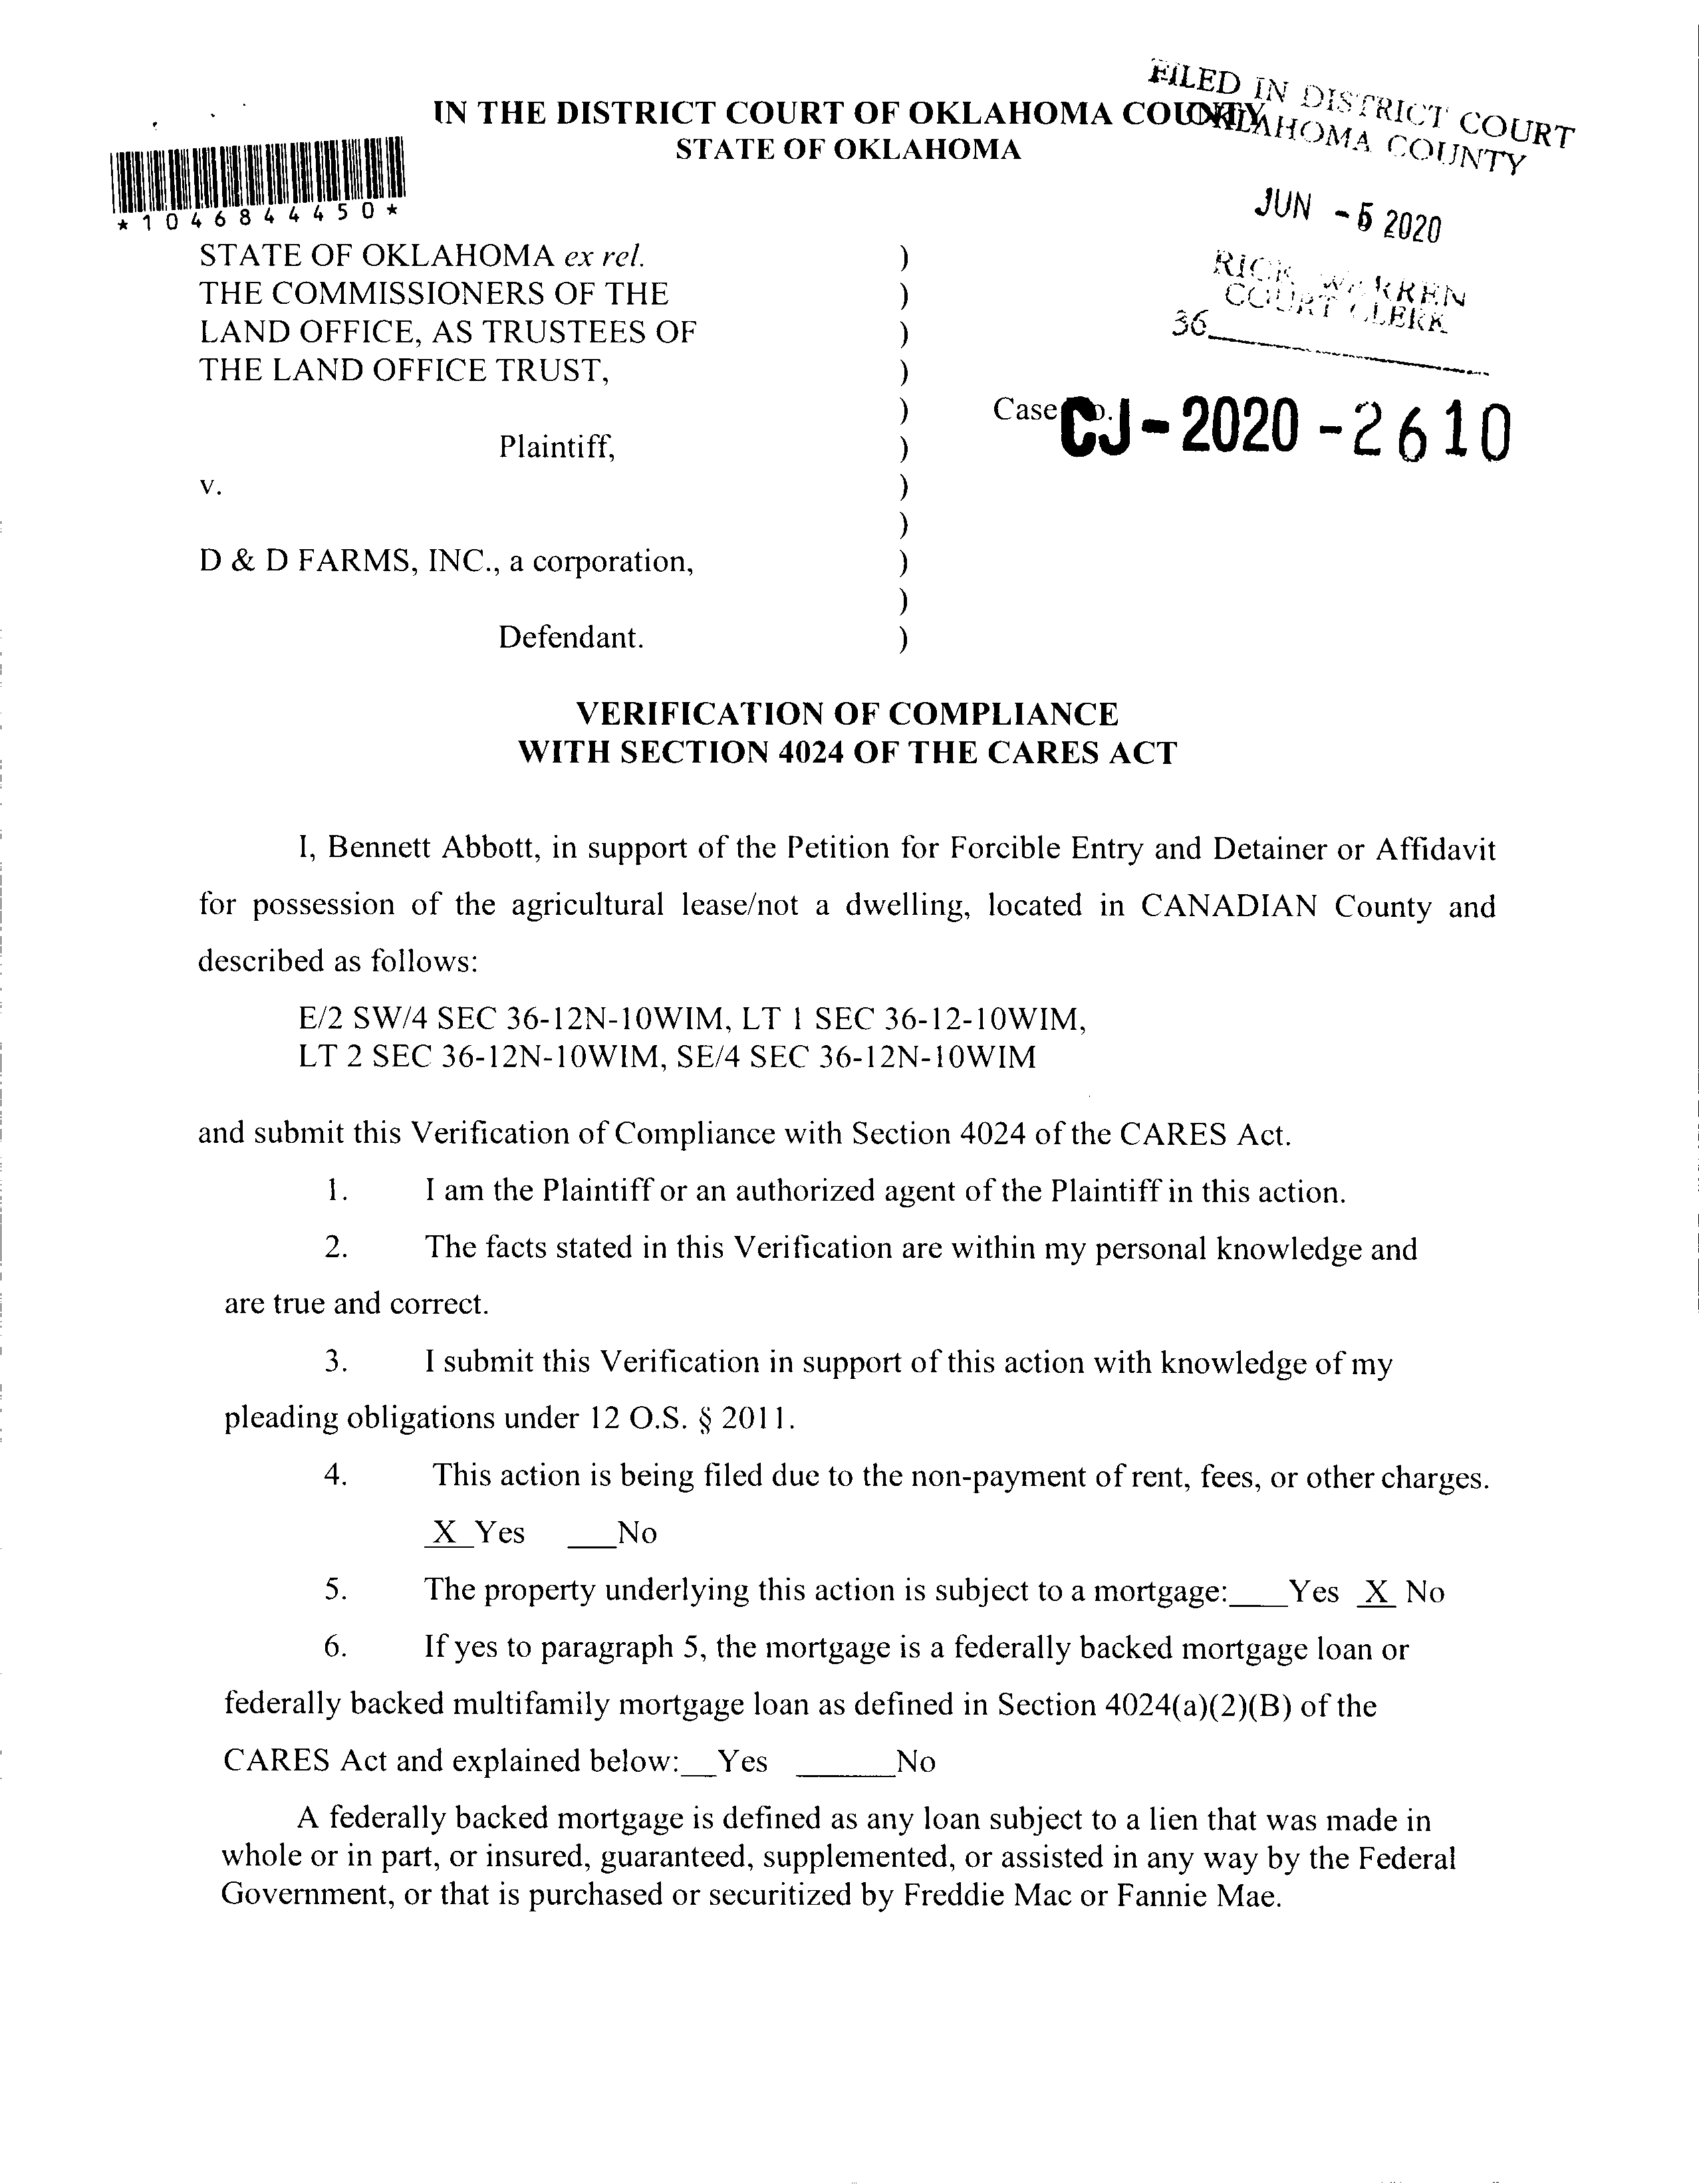 FILED IN DISTRICT COURT
OKLAHOMA COUNTY
IN THE DISTRICT COURT OF OKLAHOMA COUNTY
STATE OF OKLAHOMA
*1046844450*
JUN -5 2020
RICK WARREN
COURT CLERK
36
STATE OF OKLAHOMA ex rel. )
THE COMMISSIONERS OF THE )
LAND OFFICE, AS TRUSTEES OF )
THE LAND OFFICE TRUST, )
) Case No. CJ-2020-2610
Plaintiff, )
v. )
)
D & D FARMS, INC., a corporation, )
)
Defendant. )
VERIFICATION OF COMPLIANCE
WITH SECTION 4024 OF THE CARES ACT
I, Bennett Abbott, in support of the Petition for Forcible Entry and Detainer or Affidavit
for possession of the agricultural lease/not a dwelling, located in CANADIAN County and
described as follows:
E/2 SW/4 SEC 36-12N-10WIM, LT 1 SEC 36-12-10WIM,
LT 2 SEC 36-12N-10WIM, SE/4 SEC 36-12N-10WIM
and submit this Verification of Compliance with Section 4024 of the CARES Act.
1. I am the Plaintiff or an authorized agent of the Plaintiff in this action.
2. The facts stated in this Verification are within my personal knowledge and
are true and correct.
3. I submit this Verification in support of this action with knowledge of my
pleading obligations under 12 O.S. § 2011.
4. This action is being filed due to the non-payment of rent, fees, or other charges.
X Yes ___No
5. The property underlying this action is subject to a mortgage:___Yes X No
6. If yes to paragraph 5, the mortgage is a federally backed mortgage loan or
federally backed multifamily mortgage loan as defined in Section 4024(a)(2)(B) of the
CARES Act and explained below:__Yes ______No
A federally backed mortgage is defined as any loan subject to a lien that was made in
whole or in part, or insured, guaranteed, supplemented, or assisted in any way by the Federal
Government, or that is purchased or securitized by Freddie Mac or Fannie Mae.